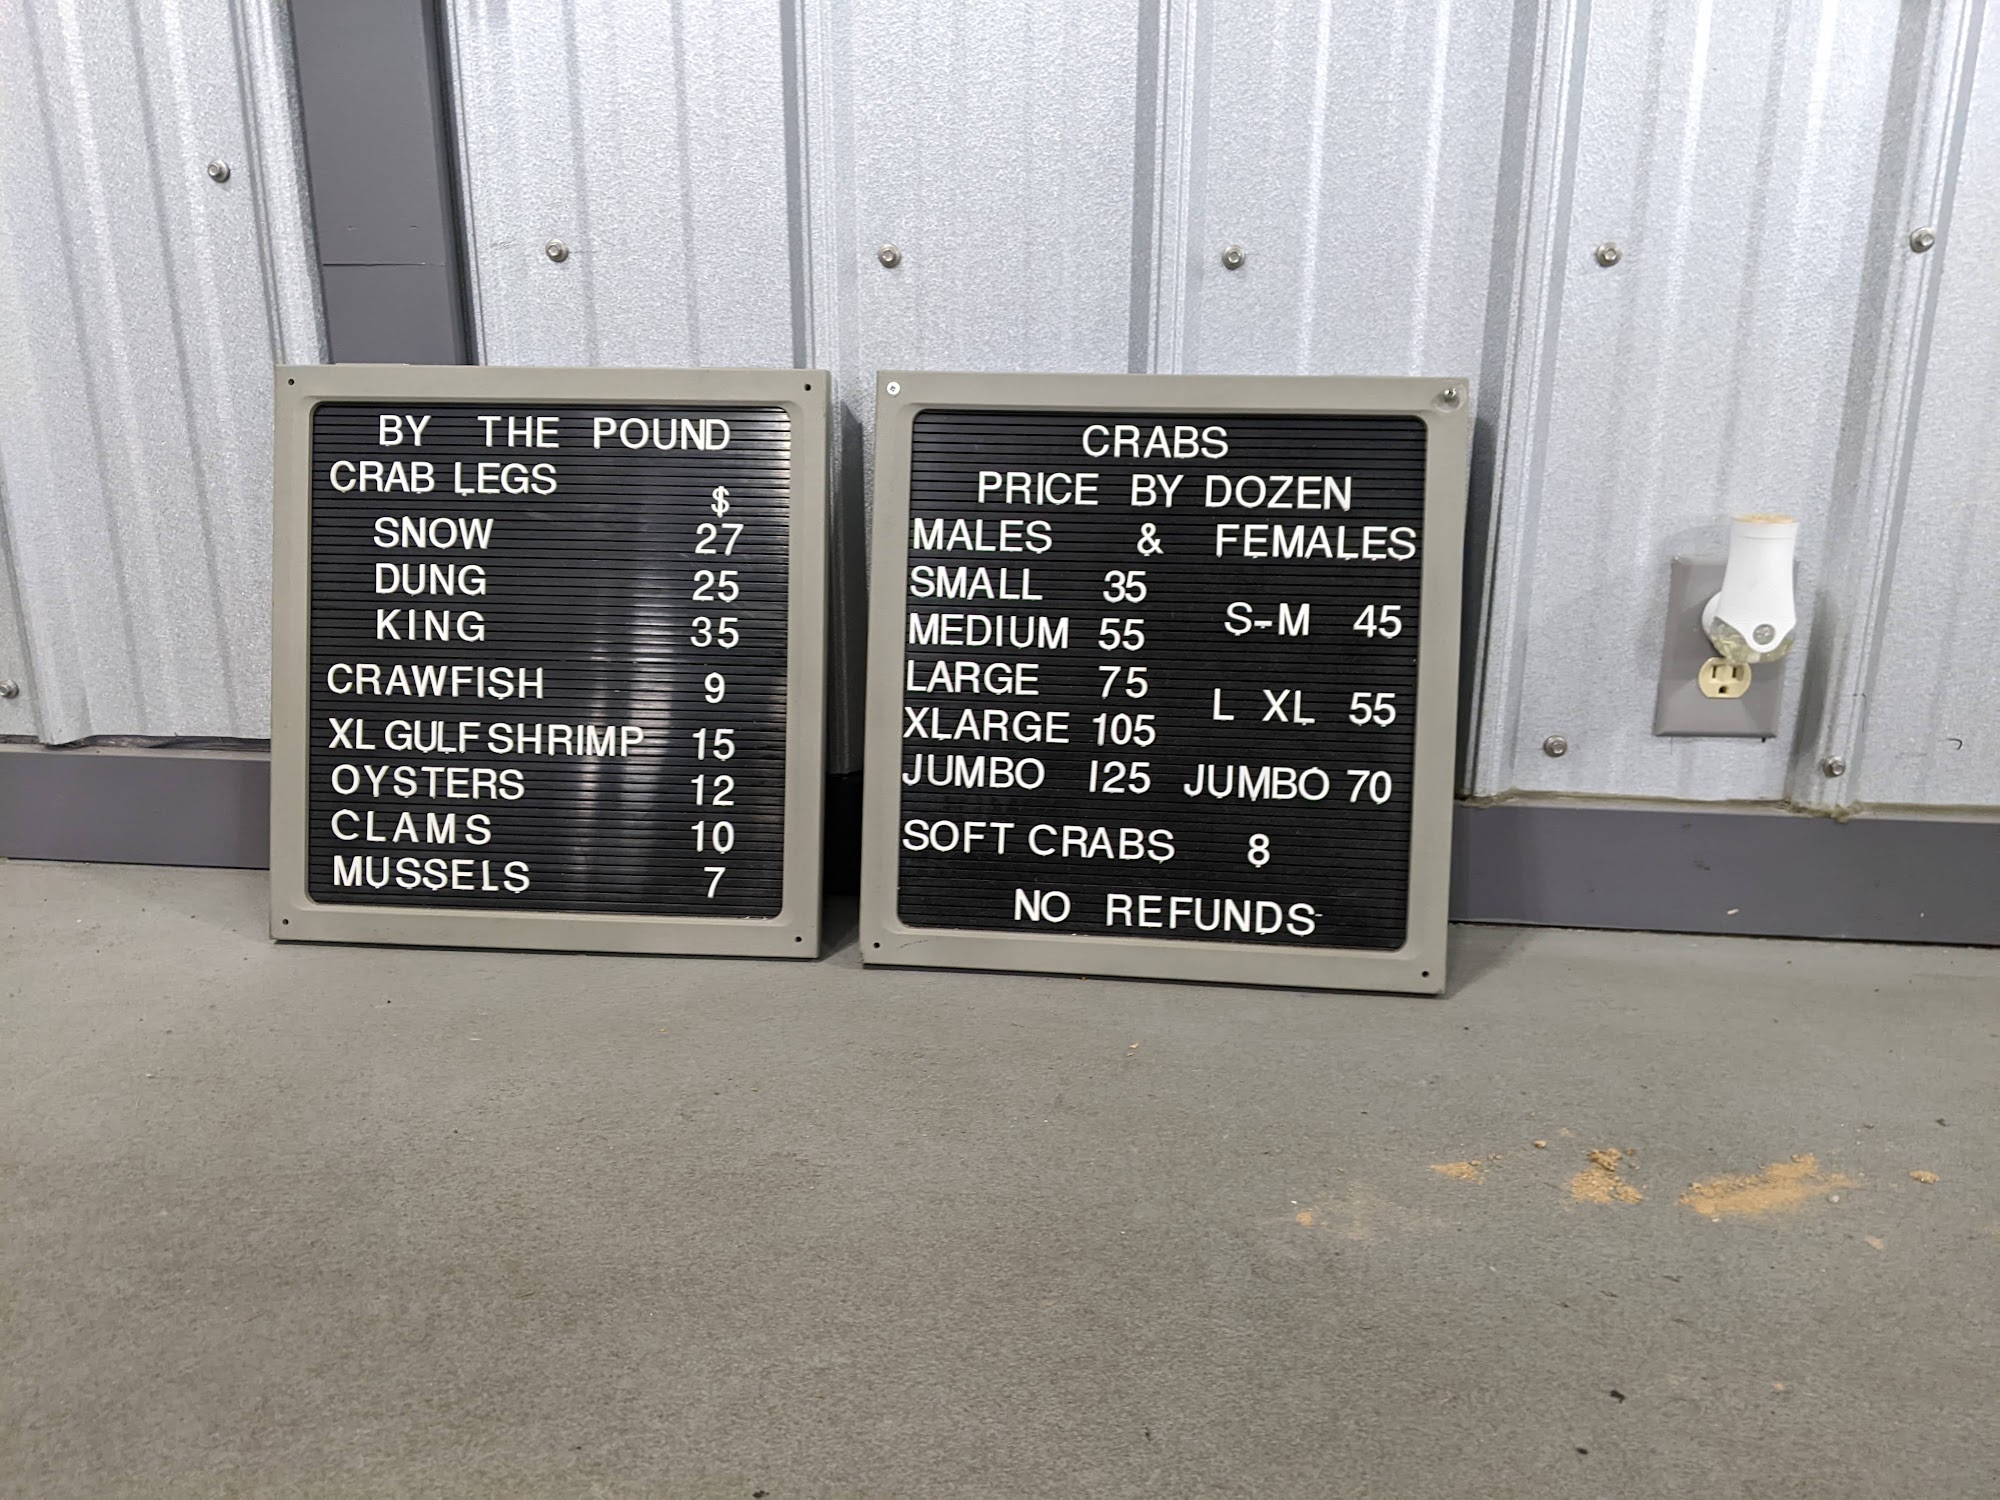 BY THE POUND
CRAB LEGS
$
SNOW 27
DUNG 25
KING 35
CRAWFISH 9
XL GULF SHRIMP 15
OYSTERS 12
CLAMS 10
MUSSELS 7
CRABS
PRICE BY DOZEN
MALES & FEMALES
SMALL 35
S-M 45
MEDIUM 55
LARGE 75
L XL 55
XLARGE 105
JUMBO 125 JUMBO 70
SOFT CRABS 8
NO REFUNDS